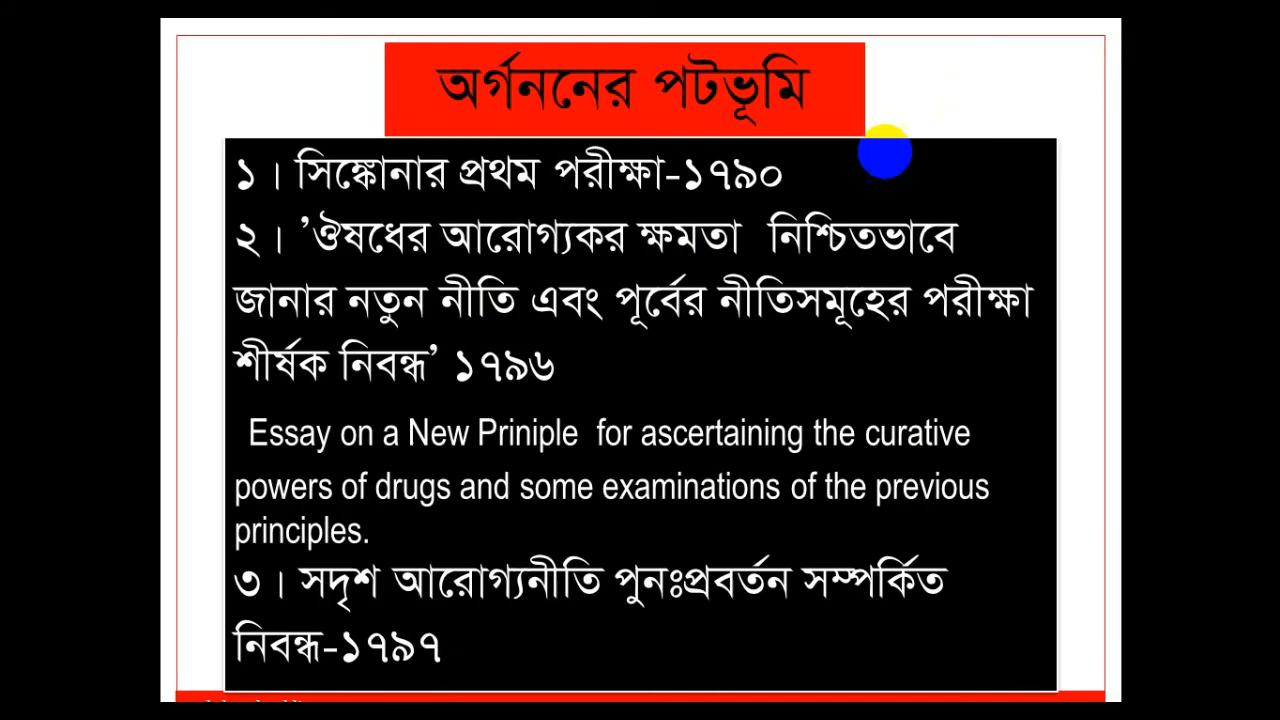 অর্গননের পটভূমি
১। সিঙ্কোনার প্রথম পরীক্ষা-১৭৯০
২। ’ঔষধের আরোগ্যকর ক্ষমতা নিশ্চিতভাবে
জানার নতুন নীতি এবং পূর্বের নীতিসমূহের পরীক্ষা
শীর্ষক নিবন্ধ’ ১৭৯৬
Essay on a New Priniple for ascertaining the curative
powers of drugs and some examinations of the previous
principles.
৩। সদৃশ আরোগ্যনীতি পুনঃপ্রবর্তন সম্পর্কিত
নিবন্ধ-১৭৯৭